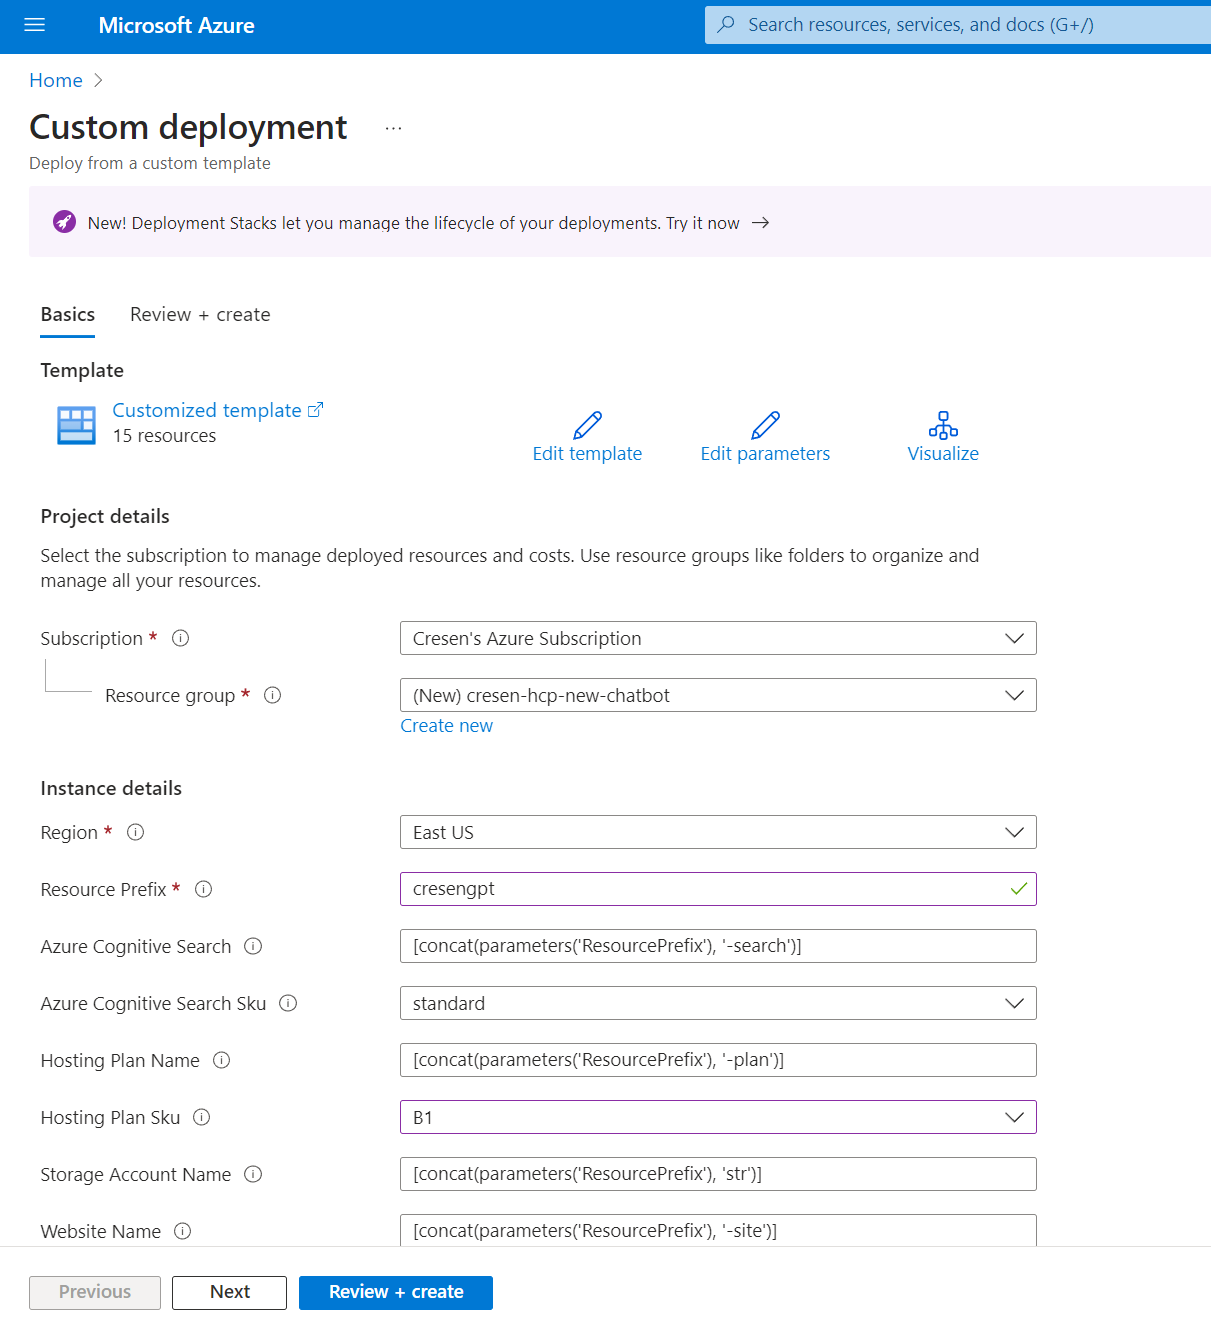 Microsoft Azure
Search resources, services, and docs (G+/)
Home
Custom deployment
...
Deploy from a custom template
New! Deployment Stacks let you manage the lifecycle of your deployments. Try it now →
Basics
Review + create
Template
Customized template
15 resources
Edit template
Edit parameters
Visualize
Project details
Select the subscription to manage deployed resources and costs. Use resource groups like folders to organize and
manage all your resources.
Subscription *
Cresen's Azure Subscription
Resource group *
(New) cresen-hcp-new-chatbot
Create new
Instance details
Region *
East US
Resource Prefix *
cresengpt
Azure Cognitive Search
[concat(parameters('ResourcePrefix'), '-search')]
Azure Cognitive Search Sku
standard
Hosting Plan Name
[concat(parameters('ResourcePrefix'), '-plan')]
Hosting Plan Sku
B1
Storage Account Name
[concat(parameters('ResourcePrefix'), 'str')]
Website Name
[concat(parameters('ResourcePrefix'), '-site')]
Previous
Next
Review + create